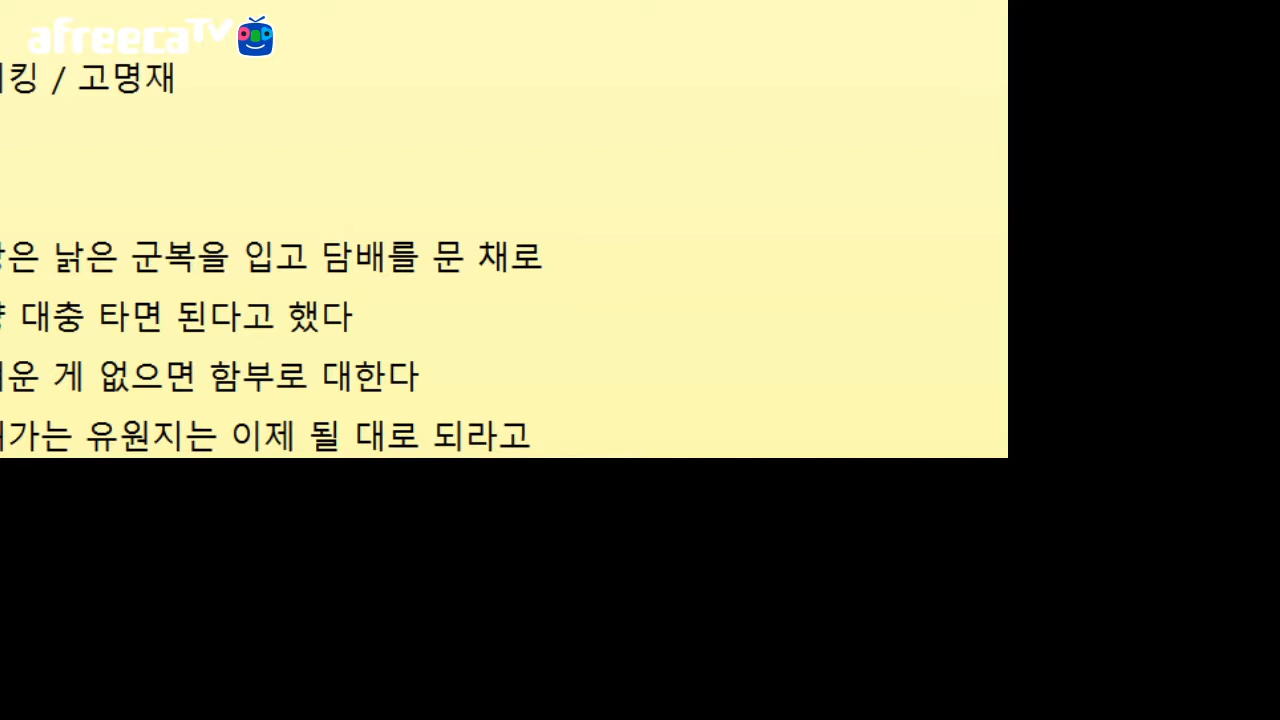 afreecaTV
킹 / 고명재
은 낡은 군복을 입고 담배를 문 채로
대충 타면 된다고 했다
운 게 없으면 함부로 대한다
가는 유원지는 이제 될 대로 되라고